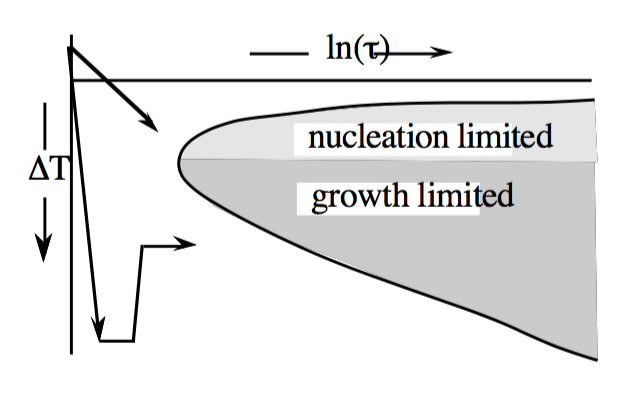 ln(τ)
nucleation limited
ΔT
growth limited